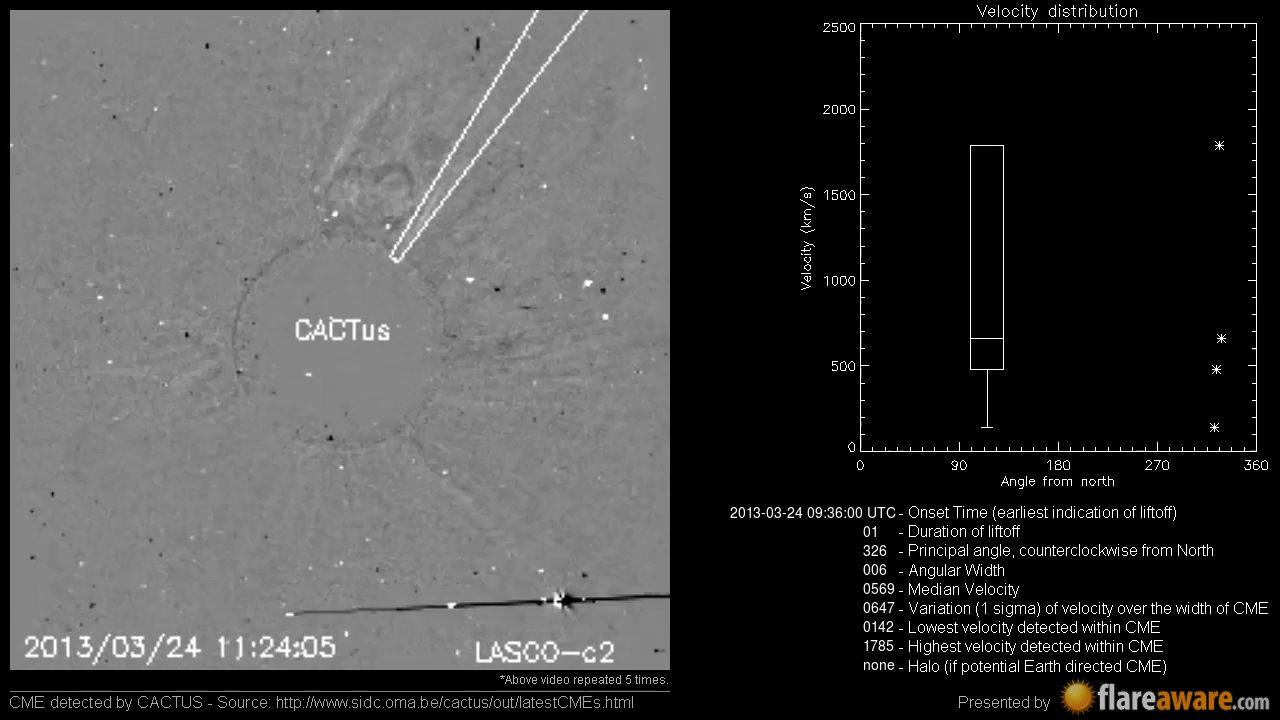 CACTus
2013/03/24 11:24:05
LASCO-c2
*Above video repeated 5 times.
CME detected by CACTUS - Source: http://www.sidc.oma.be/cactus/out/latestCMEs.html
Velocity distribution
2500
2000
1500
1000
500
0
Velocity (km/s)
0 90 180 270 360
Angle from north
2013-03-24 09:36:00 UTC - Onset Time (earliest indication of liftoff)
01 - Duration of liftoff
326 - Principal angle, counterclockwise from North
006 - Angular Width
0569 - Median Velocity
0647 - Variation (1 sigma) of velocity over the width of CME
0142 - Lowest velocity detected within CME
1785 - Highest velocity detected within CME
none - Halo (if potential Earth directed CME)
Presented by flareaware.com